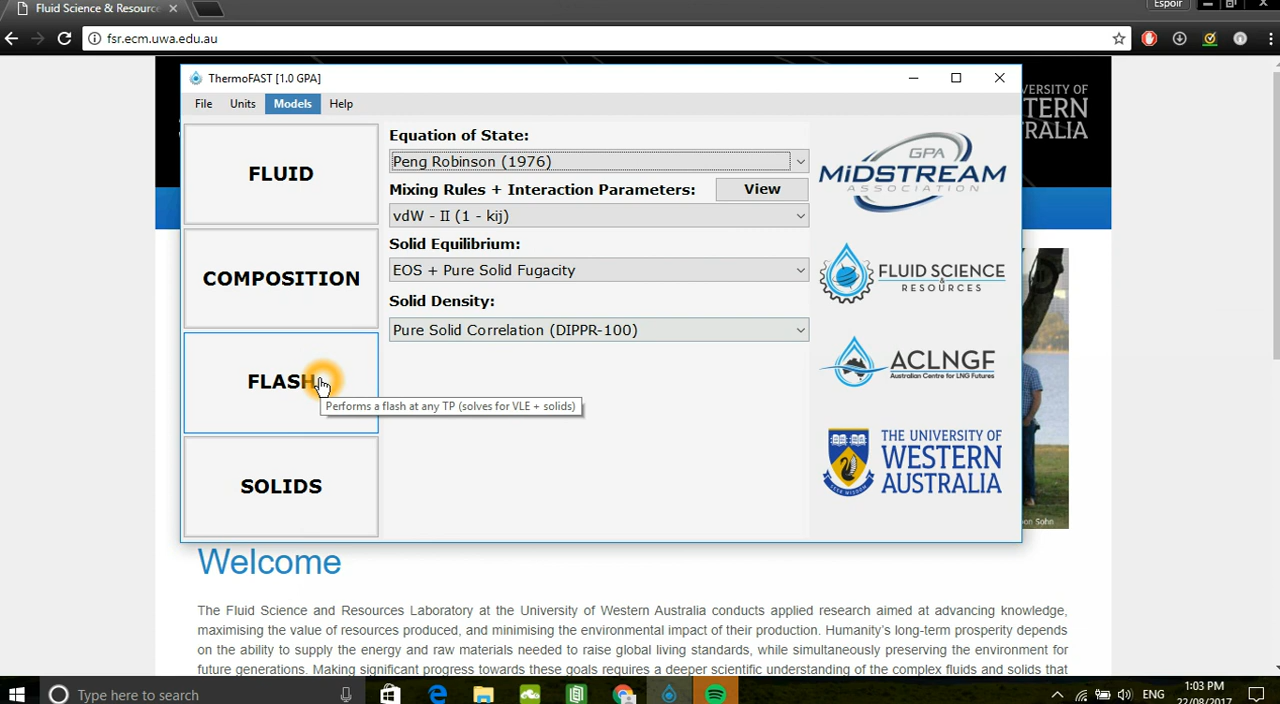 Fluid Science & Resourc
Espoir
fsr.ecm.uwa.edu.au
ThermoFAST [1.0 GPA]
File Units Models Help
FLUID
COMPOSITION
FLASH
SOLIDS
Equation of State:
Peng Robinson (1976)
Mixing Rules + Interaction Parameters: View
vdW - II (1 - kij)
Solid Equilibrium:
EOS + Pure Solid Fugacity
Solid Density:
Pure Solid Correlation (DIPPR-100)
Performs a flash at any TP (solves for VLE + solids)
GPA
MiDSTREAM
ASSOCIATION
FLUID SCIENCE
& RESOURCES
ACLNGF
Australian Centre for LNG Futures
THE UNIVERSITY OF
WESTERN
AUSTRALIA
VERSITY OF
TERN
RALIA
on Sohn
Welcome
The Fluid Science and Resources Laboratory at the University of Western Australia conducts applied research aimed at advancing knowledge,
maximising the value of resources produced, and minimising the environmental impact of their production. Humanity's long-term prosperity depends
on the ability to supply the energy and raw materials needed to raise global living standards, while simultaneously preserving the environment for
future generations. Making significant progress towards these goals requires a deeper scientific understanding of the complex fluids and solids that
Type here to search
ENG
1:03 PM
22/08/2017